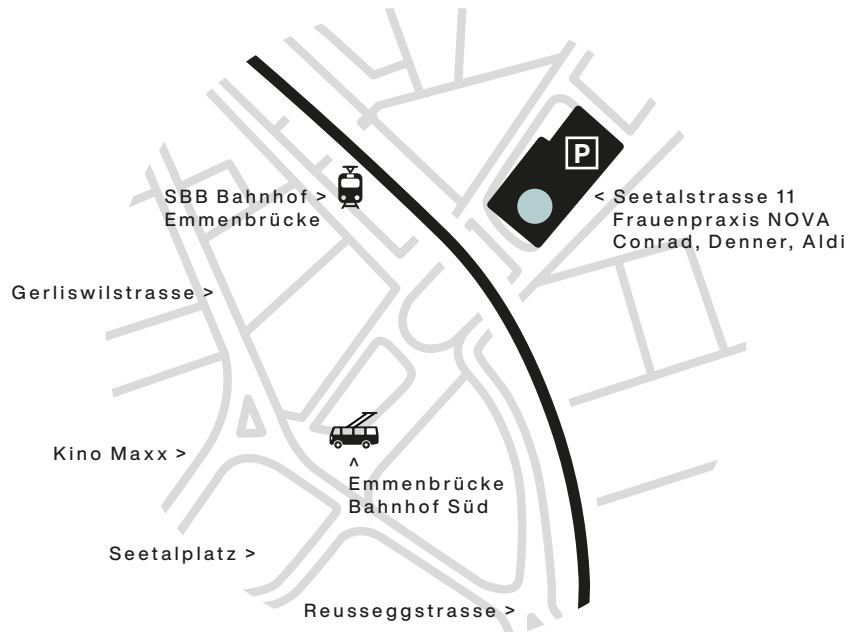 P
SBB Bahnhof >
Emmenbrücke
< Seetalstrasse 11
Frauenpraxis NOVA
Conrad, Denner, Aldi
Gerliswilstrasse >
Kino Maxx >
^
Emmenbrücke
Bahnhof Süd
Seetalplatz >
Reusseggstrasse >